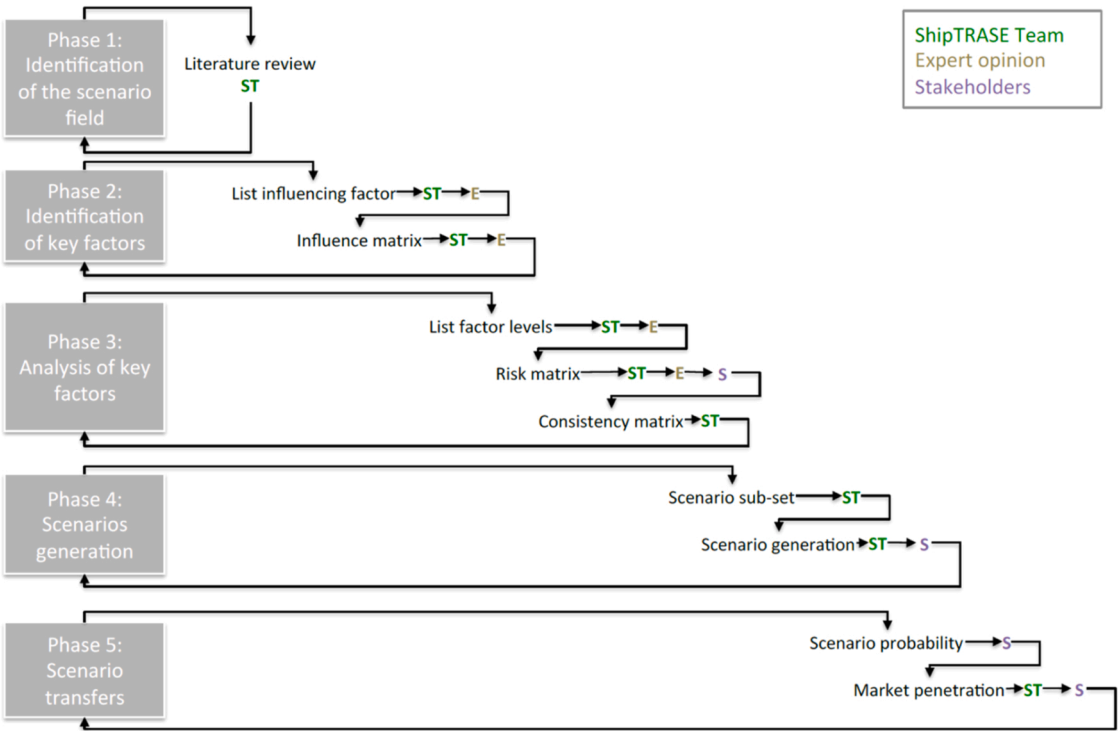 Phase 1:
Identification
of the scenario
field
Literature review
ST
ShipTRASE Team
Expert opinion
Stakeholders
Phase 2:
Identification
of key factors
List influencing factor ST E
Influence matrix ST E
Phase 3:
Analysis of key
factors
List factor levels ST E
Risk matrix ST E S
Consistency matrix ST
Phase 4:
Scenarios
generation
Scenario sub-set ST
Scenario generation ST S
Phase 5:
Scenario
transfers
Scenario probability S
Market penetration ST S